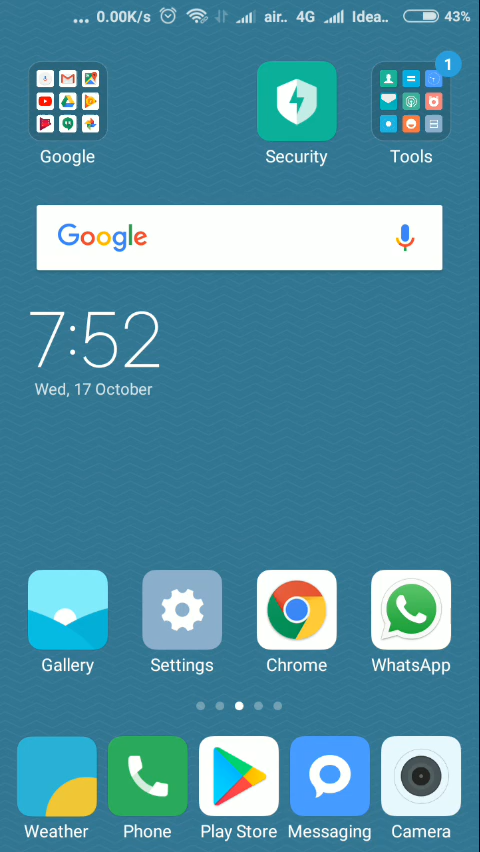 ... 0.00K/s air.. 4G Idea.. 43%
1
Google Security Tools
Google
7:52
Wed, 17 October
Gallery Settings Chrome WhatsApp
Weather Phone Play Store Messaging Camera